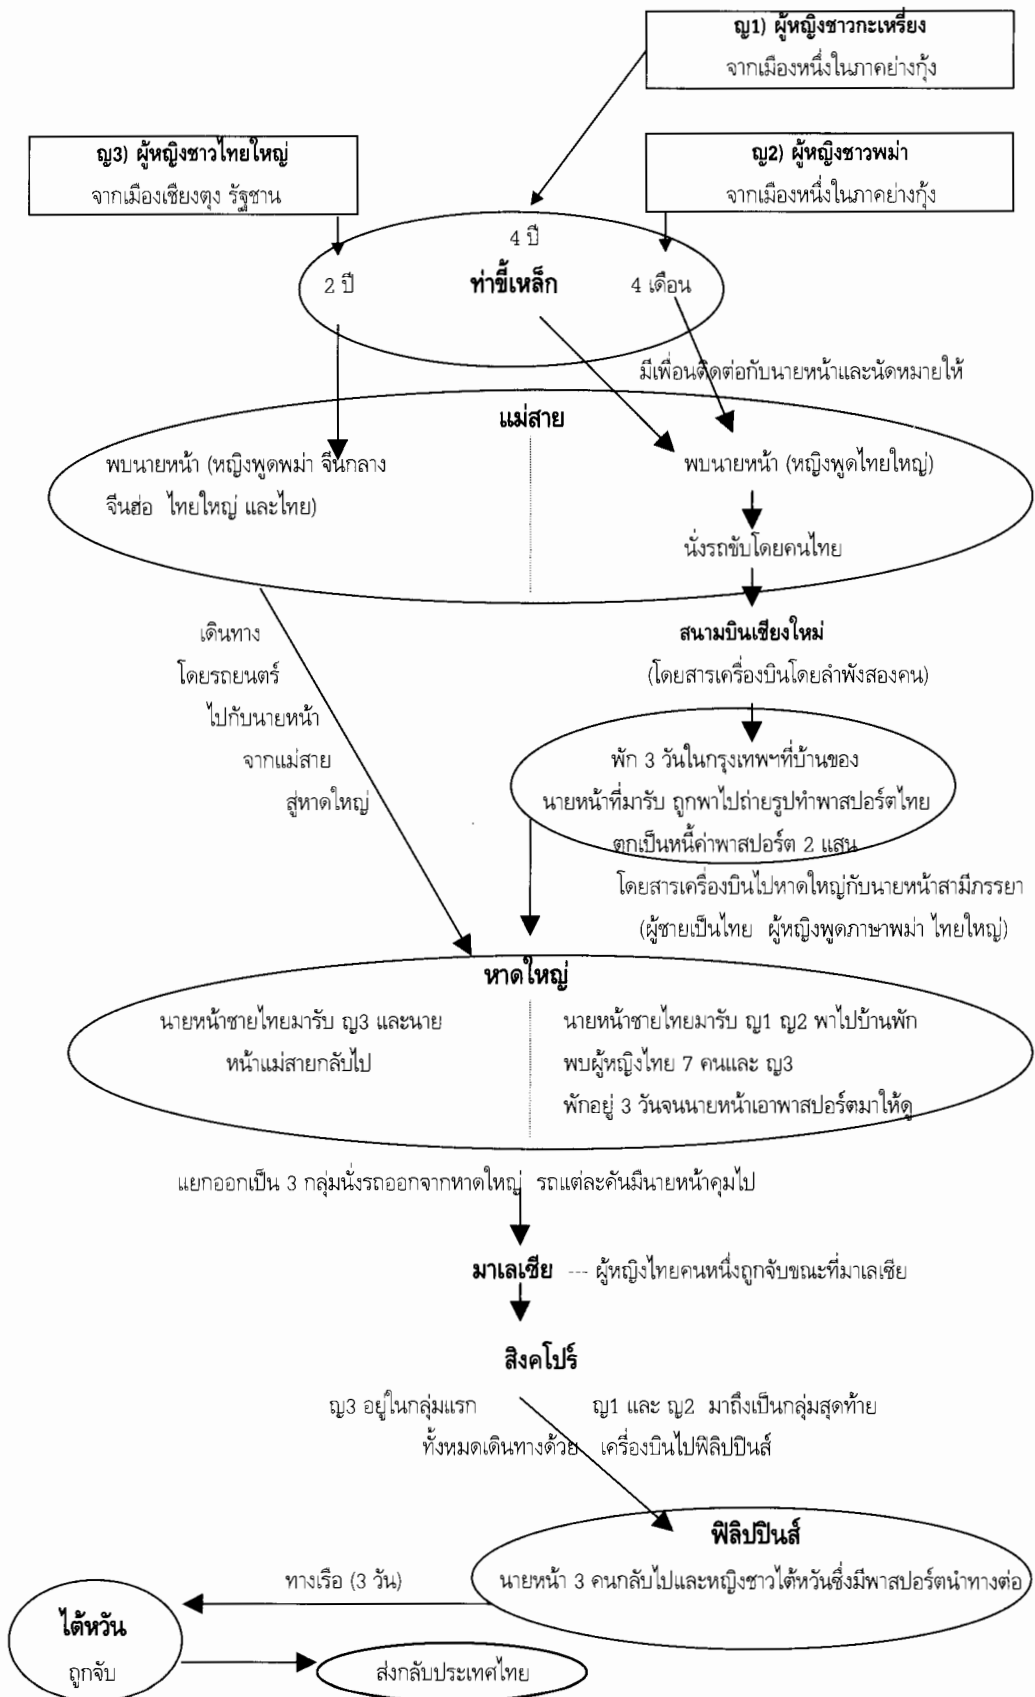 ญ1) ผู้หญิงชาวกะเหรี่ยง
จากเมืองหนึ่งในภาคย่างกุ้ง
ญ3) ผู้หญิงชาวไทยใหญ่
จากเมืองเชียงตุง รัฐชาน
ญ2) ผู้หญิงชาวพม่า
จากเมืองหนึ่งในภาคย่างกุ้ง
4 ปี
2 ปี
ท่าขี้เหล็ก
4 เดือน
มีเพื่อนติดต่อกับนายหน้าและนัดหมายให้
แม่สาย
พบนายหน้า (หญิงพูดพม่า จีนกลาง
จีนฮ่อ ไทยใหญ่ และไทย)
พบนายหน้า (หญิงพูดไทยใหญ่)
นั่งรถขับโดยคนไทย
เดินทาง
โดยรถยนตร์
ไปกับนายหน้า
จากแม่สาย
สู่หาดใหญ่
สนามบินเชียงใหม่
(โดยสารเครื่องบินโดยลำพังสองคน)
พัก 3 วันในกรุงเทพฯที่บ้านของ
นายหน้าที่มารับ ถูกพาไปถ่ายรูปทำพาสปอร์ตไทย
ตกเป็นหนี้ค่าพาสปอร์ต 2 แสน
โดยสารเครื่องบินไปหาดใหญ่กับนายหน้าสามีภรรยา
(ผู้ชายเป็นไทย ผู้หญิงพูดภาษาพม่า ไทยใหญ่)
หาดใหญ่
นายหน้าชายไทยมารับ ญ3 และนาย
หน้าแม่สายกลับไป
นายหน้าชายไทยมารับ ญ1 ญ2 พาไปบ้านพัก
พบผู้หญิงไทย 7 คนและ ญ3
พักอยู่ 3 วันจนนายหน้าเอาพาสปอร์ตมาให้ดู
แยกออกเป็น 3 กลุ่มนั่งรถออกจากหาดใหญ่ รถแต่ละคันมีนายหน้าคุมไป
มาเลเซีย --- ผู้หญิงไทยคนหนึ่งถูกจับขณะที่มาเลเซีย
สิงคโปร์
ญ3 อยู่ในกลุ่มแรก
ญ1 และ ญ2 มาถึงเป็นกลุ่มสุดท้าย
ทั้งหมดเดินทางด้วย เครื่องบินไปฟิลิปปินส์
ฟิลิปปินส์
นายหน้า 3 คนกลับไปและหญิงชาวไต้หวันซึ่งมีพาสปอร์ตนำทางต่อ
ทางเรือ (3 วัน)
ไต้หวัน
ถูกจับ
ส่งกลับประเทศไทย